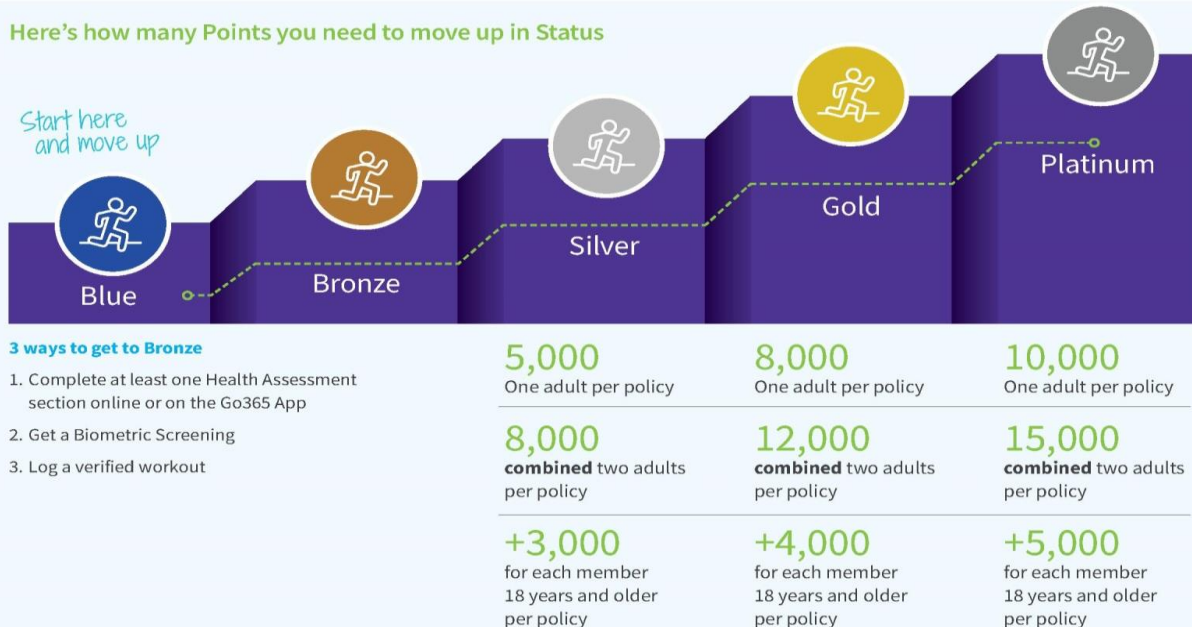 Here’s how many Points you need to move up in Status
Start here
and move up
Blue
Bronze
Silver
Gold
Platinum
3 ways to get to Bronze
1. Complete at least one Health Assessment
section online or on the Go365 App
2. Get a Biometric Screening
3. Log a verified workout
5,000
One adult per policy
8,000
combined two adults
per policy
+3,000
for each member
18 years and older
per policy
8,000
One adult per policy
12,000
combined two adults
per policy
+4,000
for each member
18 years and older
per policy
10,000
One adult per policy
15,000
combined two adults
per policy
+5,000
for each member
18 years and older
per policy